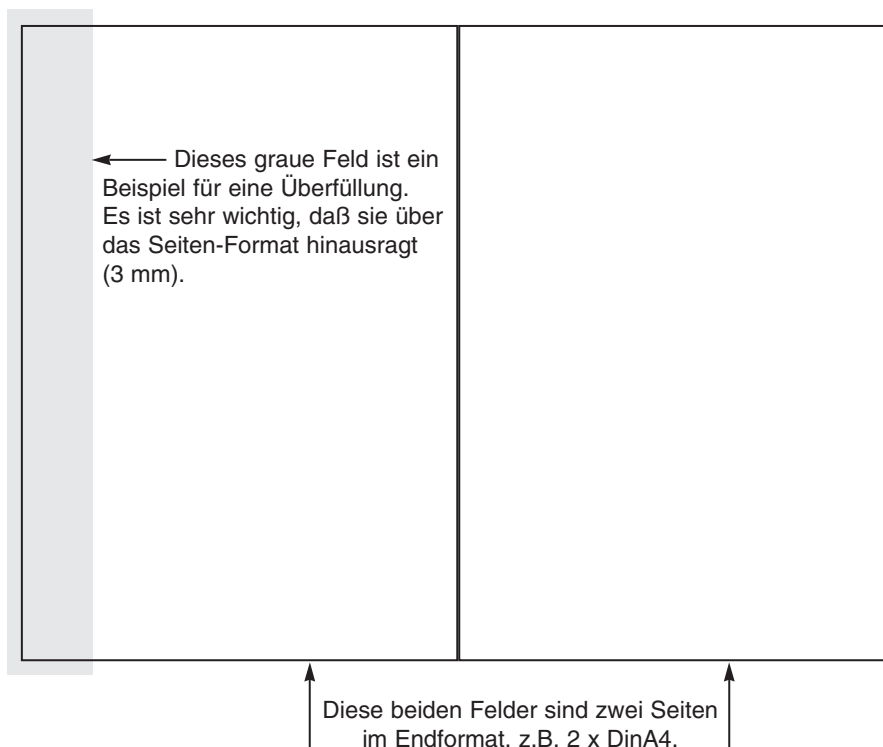 Dieses graue Feld ist ein
Beispiel für eine Überfüllung.
Es ist sehr wichtig, daß sie über
das Seiten-Format hinausragt
(3 mm).
Diese beiden Felder sind zwei Seiten
im Endformat, z.B. 2 x DinA4.